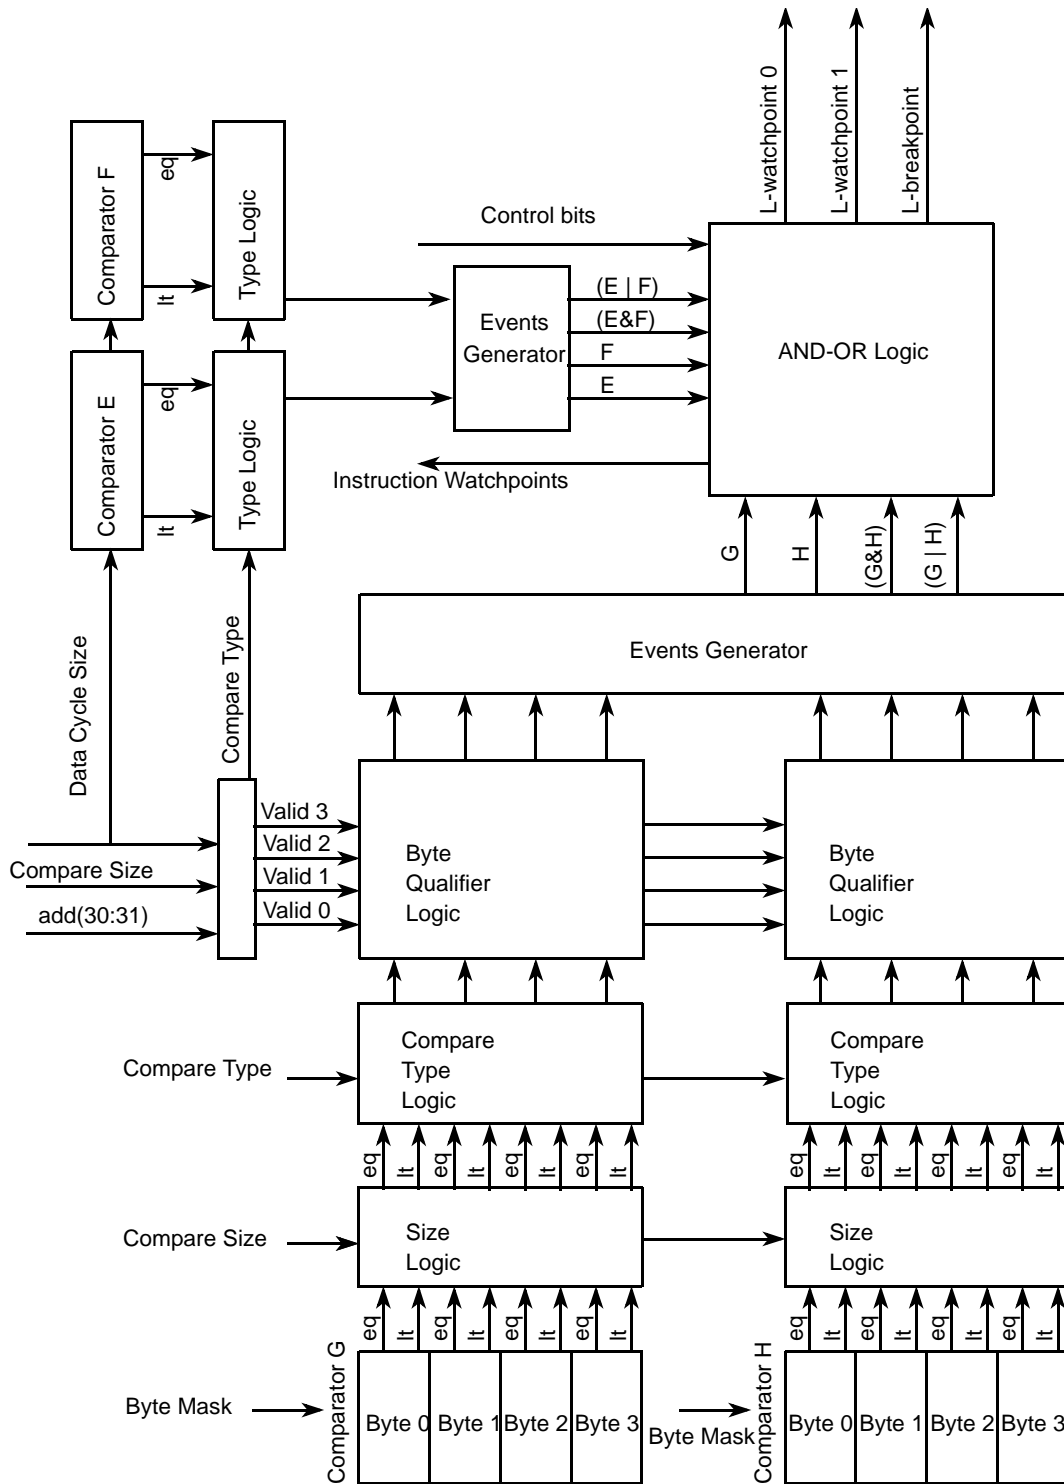 L-watchpoint 0
L-watchpoint 1
L-breakpoint
Comparator F
eq
lt
Type Logic
Control bits
Events
Generator
(E | F)
(E&F)
F
E
AND-OR Logic
Comparator E
eq
lt
Type Logic
Instruction Watchpoints
G
H
(G&H)
(G | H)
Data Cycle Size
Compare Type
Events Generator
Compare Size
add(30:31)
Valid 3
Valid 2
Valid 1
Valid 0
Byte
Qualifier
Logic
Byte
Qualifier
Logic
Compare Type
Compare
Type
Logic
Compare
Type
Logic
eq lt eq lt eq lt eq lt
eq lt eq lt eq lt eq lt
Compare Size
Size
Logic
Size
Logic
eq lt eq lt eq lt eq lt
eq lt eq lt eq lt eq lt
Byte Mask
Comparator G
Byte 0 Byte 1 Byte 2 Byte 3
Byte Mask
Comparator H
Byte 0 Byte 1 Byte 2 Byte 3